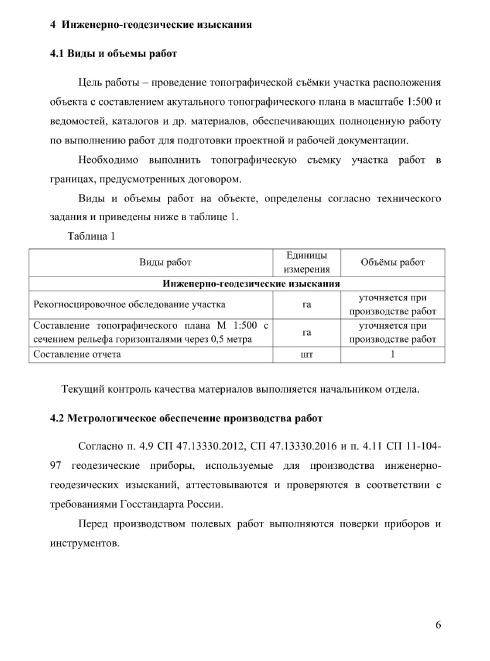 4 Инженерно-геодезические изыскания
4.1 Виды и объемы работ
Цель работы – проведение топографической съёмки участка расположения
объекта с составлением акутального топографического плана в масштабе 1:500 и
ведомостей, каталогов и др. материалов, обеспечивающих полноценную работу
по выполнению работ для подготовки проектной и рабочей документации.
Необходимо выполнить топографическую съемку участка работ в
границах, предусмотренных договором.
Виды и объемы работ на объекте, определены согласно технического
задания и приведены ниже в таблице 1.
Таблица 1
Виды работ
Единицы
измерения
Объёмы работ
Инженерно-геодезические изыскания
Рекогносцировочное обследование участка
га
уточняется при
производстве работ
Составление топографического плана М 1:500 с
сечением рельефа горизонталями через 0,5 метра
га
уточняется при
производстве работ
Составление отчета
шт
1
Текущий контроль качества материалов выполняется начальником отдела.
4.2 Метрологическое обеспечение производства работ
Согласно п. 4.9 СП 47.13330.2012, СП 47.13330.2016 и п. 4.11 СП 11-104-
97 геодезические приборы, используемые для производства инженерно-
геодезических изысканий, аттестовываются и проверяются в соответствии с
требованиями Госстандарта России.
Перед производством полевых работ выполняются поверки приборов и
инструментов.
6